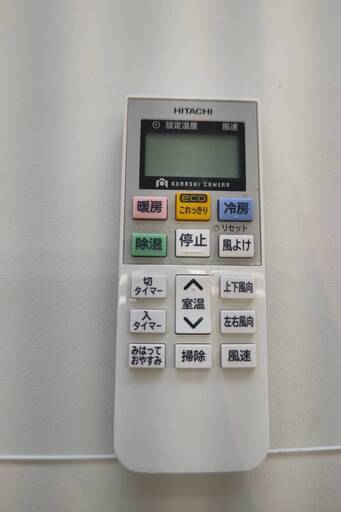 HITACHI
設定温度 風速
KURASHI CAMERA
暖房 eco これっきり 冷房
リセット
除湿 停止 風よけ
切タイマー 室温 上下風向
入タイマー 左右風向
みはっておやすみ 掃除 風速